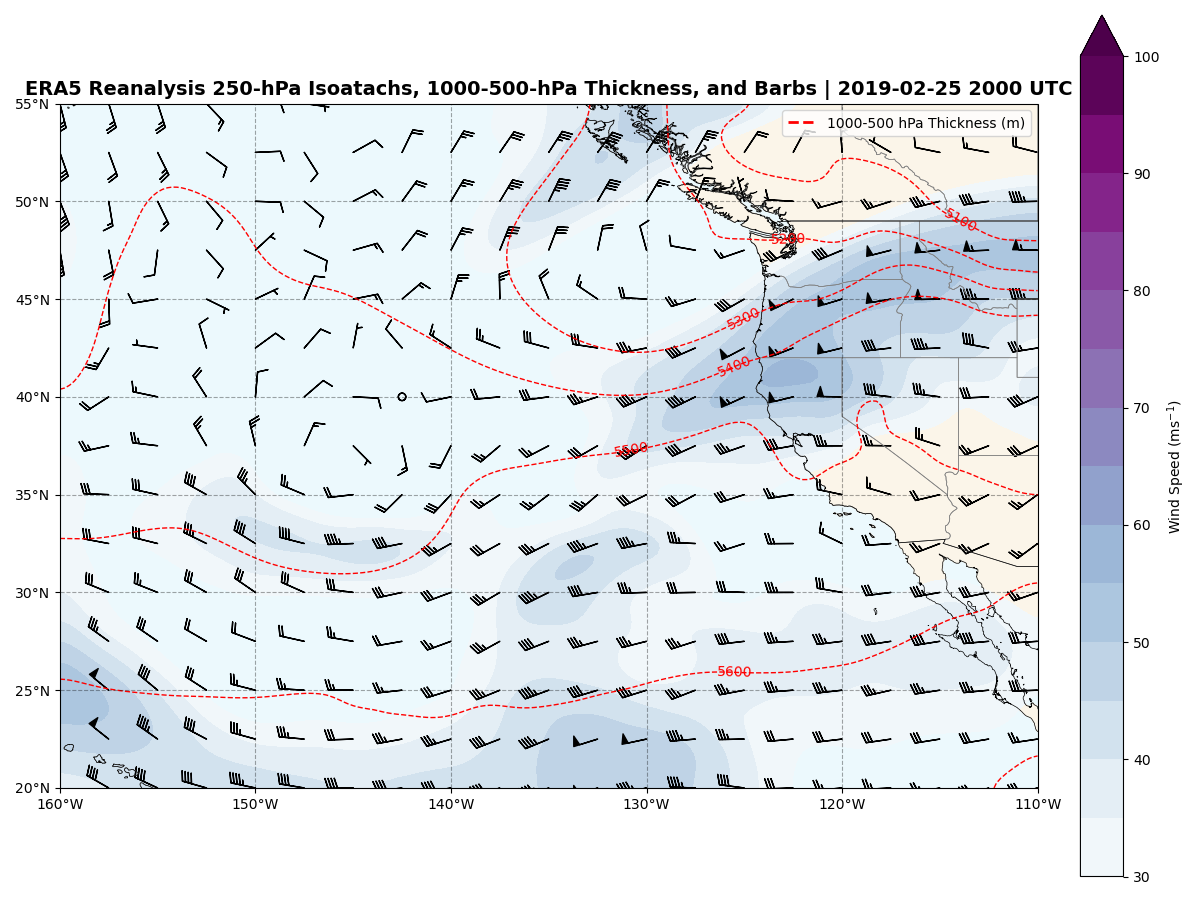 ERA5 Reanalysis 250-hPa Isoatachs, 1000-500-hPa Thickness, and Barbs | 2019-02-25 2000 UTC
1000-500 hPa Thickness (m)
55°N
50°N
45°N
40°N
35°N
30°N
25°N
20°N
160°W
150°W
140°W
130°W
120°W
110°W
5100
5200
5300
5400
5500
5600
100
90
80
70
60
50
40
30
Wind Speed (ms⁻¹)